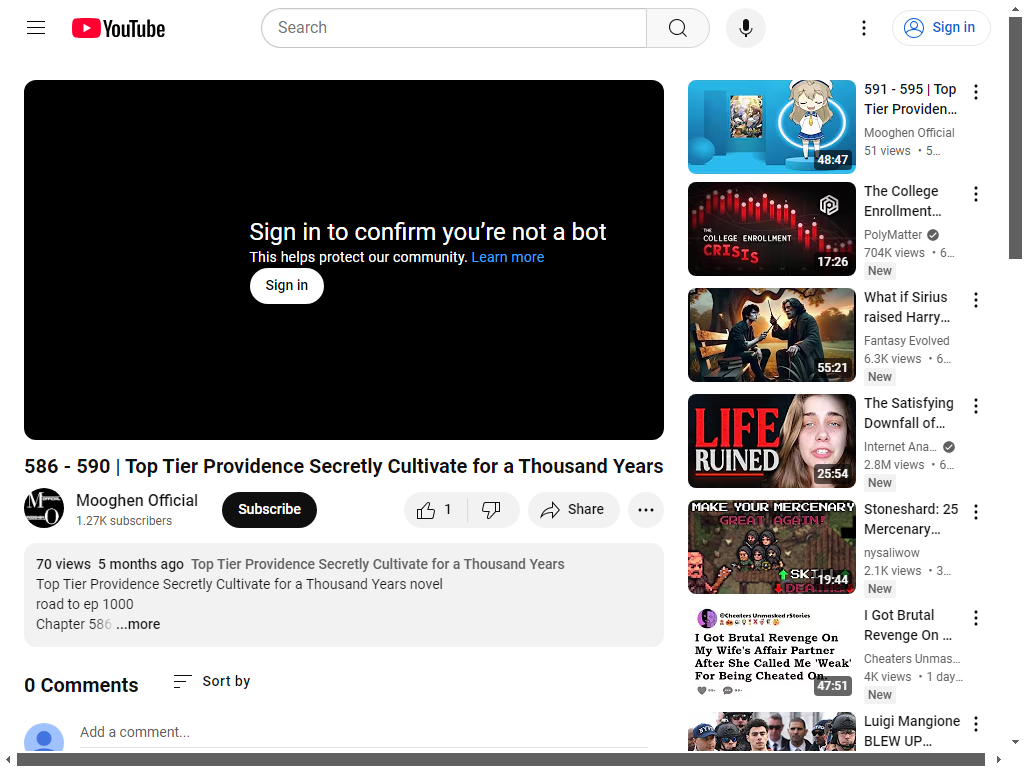 YouTube
Search
Sign in
Sign in to confirm you’re not a bot
This helps protect our community. Learn more
Sign in
586 - 590 | Top Tier Providence Secretly Cultivate for a Thousand Years
Mooghen Official
1.27K subscribers
Subscribe
1
Share
70 views 5 months ago Top Tier Providence Secretly Cultivate for a Thousand Years
Top Tier Providence Secretly Cultivate for a Thousand Years novel
road to ep 1000
Chapter 586 ...more
0 Comments
Sort by
Add a comment...
48:47
591 - 595 | Top
Tier Providen...
Mooghen Official
51 views • 5...
THE
COLLEGE ENROLLMENT
CRISIS
17:26
The College
Enrollment...
PolyMatter
704K views • 6...
New
55:21
What if Sirius
raised Harry...
Fantasy Evolved
6.3K views • 6...
New
LIFE
RUINED
25:54
The Satisfying
Downfall of...
Internet Ana...
2.8M views • 6...
New
MAKE YOUR MERCENARY
GREAT AGAIN!
SKIL
DEATHS
19:44
Stoneshard: 25
Mercenary...
nysaliwow
2.1K views • 3...
New
@Cheaters Unmasked rStories
I Got Brutal Revenge On
My Wife's Affair Partner
After She Called Me 'Weak'
For Being Cheated On.
47:51
I Got Brutal
Revenge On ...
Cheaters Unmas...
4K views • 1 day...
New
Luigi Mangione
BLEW UP...